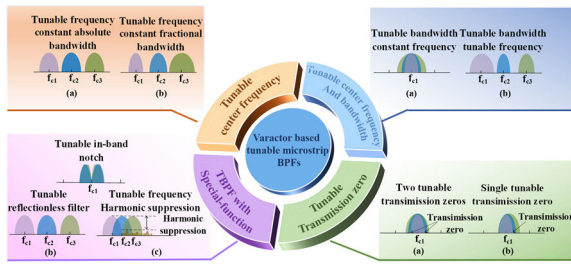 Tunable frequency
constant absolute
bandwidth
fc1 fc2 fc3
(a)
Tunable frequency
constant fractional
bandwidth
fc1 fc2 fc3
(b)
Tunable bandwidth
constant frequency
fc1
(a)
Tunable bandwidth
tunable frequency
fc1 fc2 fc3
(b)
Tunable
center frequency
Tunable center frequency
And bandwidth
Varactor based
tunable microstrip
BPFs
TBPF with
Special-function
Tunable
Transmission zero
Tunable in-band
notch
fc1
Tunable
reflectionless filter
fc1 fc2 fc3
(b)
Tunable frequency
Harmonic suppression
Harmonic
suppression
fc1 fc2 fc3
(c)
Two tunable
transimission zeros
Transimission
zero
fc1
(a)
Single tunable
transimission zero
Transimission
zero
fc1
(b)